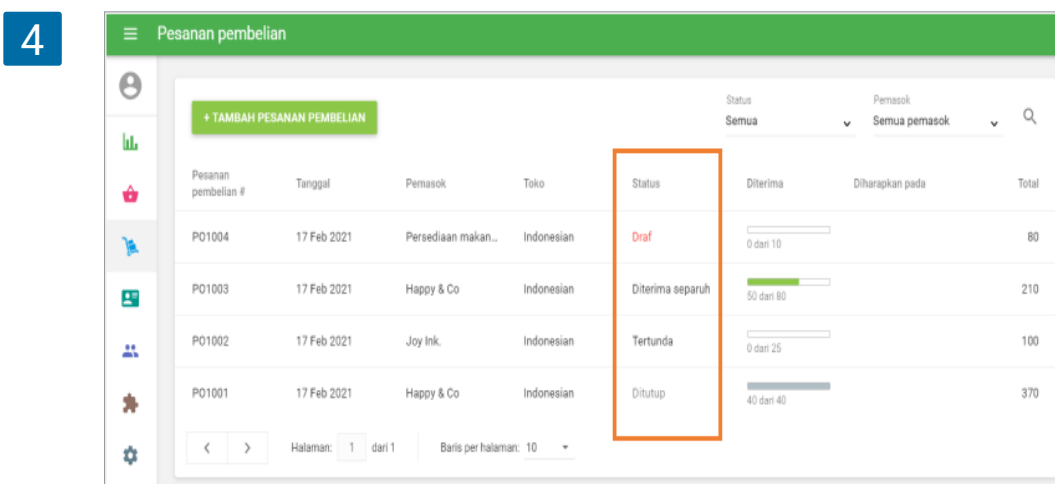 4
Pesanan pembelian
+ TAMBAH PESANAN PEMBELIAN
Status
Semua
Pemasok
Semua pemasok
Pesanan pembelian # Tanggal Pemasok Toko Status Diterima Diharapkan pada Total
PO1004 17 Feb 2021 Persediaan makan... Indonesian Draf 0 dari 10 80
PO1003 17 Feb 2021 Happy & Co Indonesian Diterima separuh 50 dari 80 210
PO1002 17 Feb 2021 Joy Ink. Indonesian Tertunda 0 dari 25 100
PO1001 17 Feb 2021 Happy & Co Indonesian Ditutup 40 dari 40 370
Halaman: 1 dari 1 Baris per halaman: 10